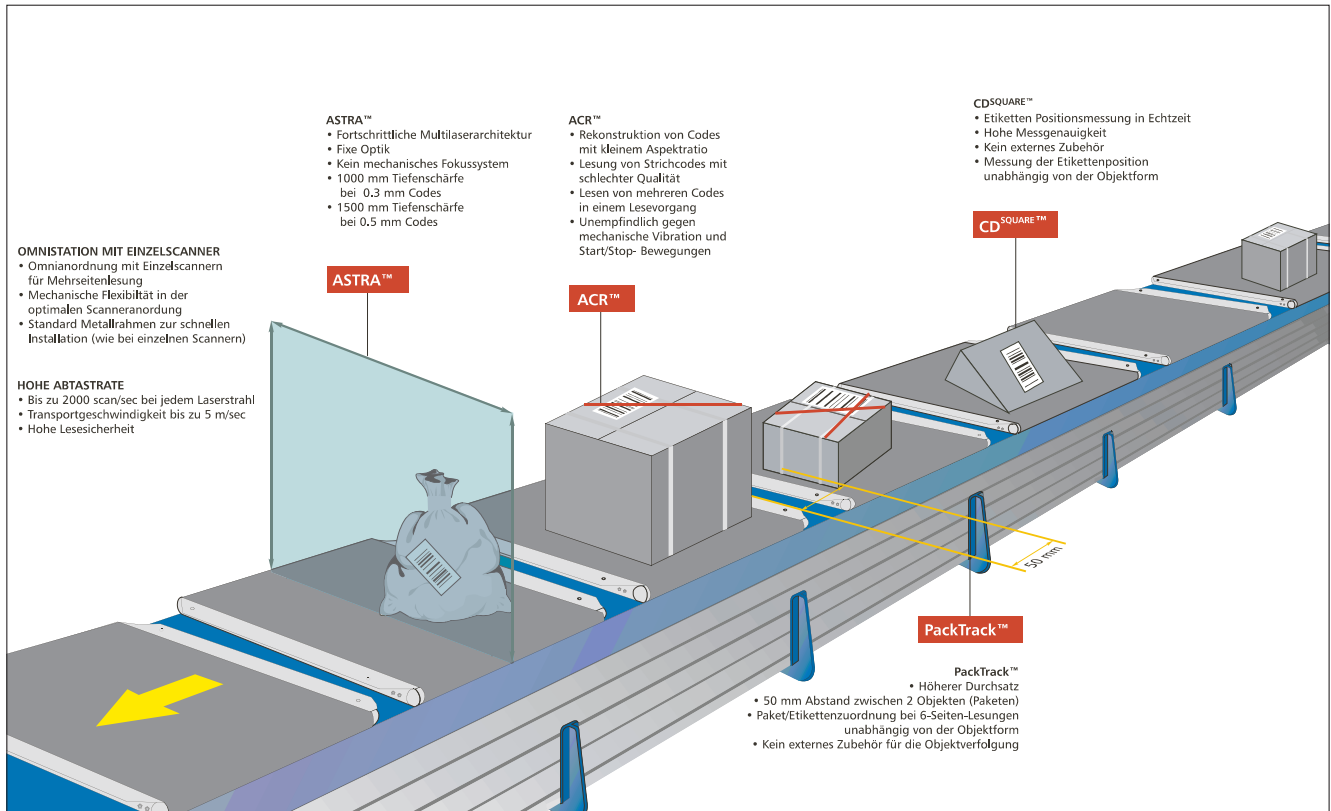 OMNISTATION MIT EINZELSCANNER
• Omnianordnung mit Einzelscannern
für Mehrseitenlesung
• Mechanische Flexibiltät in der
optimalen Scanneranordung
• Standard Metallrahmen zur schnellen
Installation (wie bei einzelnen Scannern)
HOHE ABTASTRATE
• Bis zu 2000 scan/sec bei jedem Laserstrahl
• Transportgeschwindigkeit bis zu 5 m/sec
• Hohe Lesesicherheit
ASTRA™
• Fortschrittliche Multilaserarchitektur
• Fixe Optik
• Kein mechanisches Fokussystem
• 1000 mm Tiefenschärfe
bei 0.3 mm Codes
• 1500 mm Tiefenschärfe
bei 0.5 mm Codes
ASTRA™
ACR™
• Rekonstruktion von Codes
mit kleinem Aspektratio
• Lesung von Strichcodes mit
schlechter Qualität
• Lesen von mehreren Codes
in einem Lesevorgang
• Unempfindlich gegen
mechanische Vibration und
Start/Stop- Bewegungen
ACR™
CDSQUARE™
• Etiketten Positionsmessung in Echtzeit
• Hohe Messgenauigkeit
• Kein externes Zubehör
• Messung der Etikettenposition
unabhängig von der Objektform
CDSQUARE™
50 mm
PackTrack™
PackTrack™
• Höherer Durchsatz
• 50 mm Abstand zwischen 2 Objekten (Paketen)
• Paket/Etikettenzuordnung bei 6-Seiten-Lesungen
unabhängig von der Objektform
• Kein externes Zubehör für die Objektverfolgung